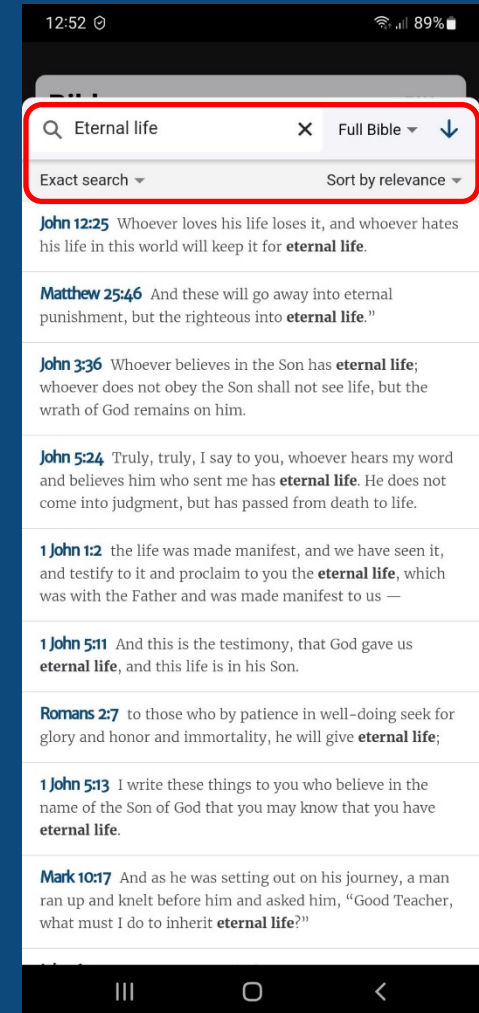 12:52 89%
Eternal life Full Bible
Exact search Sort by relevance
John 12:25 Whoever loves his life loses it, and whoever hates
his life in this world will keep it for eternal life.
Matthew 25:46 And these will go away into eternal
punishment, but the righteous into eternal life.”
John 3:36 Whoever believes in the Son has eternal life;
whoever does not obey the Son shall not see life, but the
wrath of God remains on him.
John 5:24 Truly, truly, I say to you, whoever hears my word
and believes him who sent me has eternal life. He does not
come into judgment, but has passed from death to life.
1 John 1:2 the life was made manifest, and we have seen it,
and testify to it and proclaim to you the eternal life, which
was with the Father and was made manifest to us —
1 John 5:11 And this is the testimony, that God gave us
eternal life, and this life is in his Son.
Romans 2:7 to those who by patience in well-doing seek for
glory and honor and immortality, he will give eternal life;
1 John 5:13 I write these things to you who believe in the
name of the Son of God that you may know that you have
eternal life.
Mark 10:17 And as he was setting out on his journey, a man
ran up and knelt before him and asked him, “Good Teacher,
what must I do to inherit eternal life?”